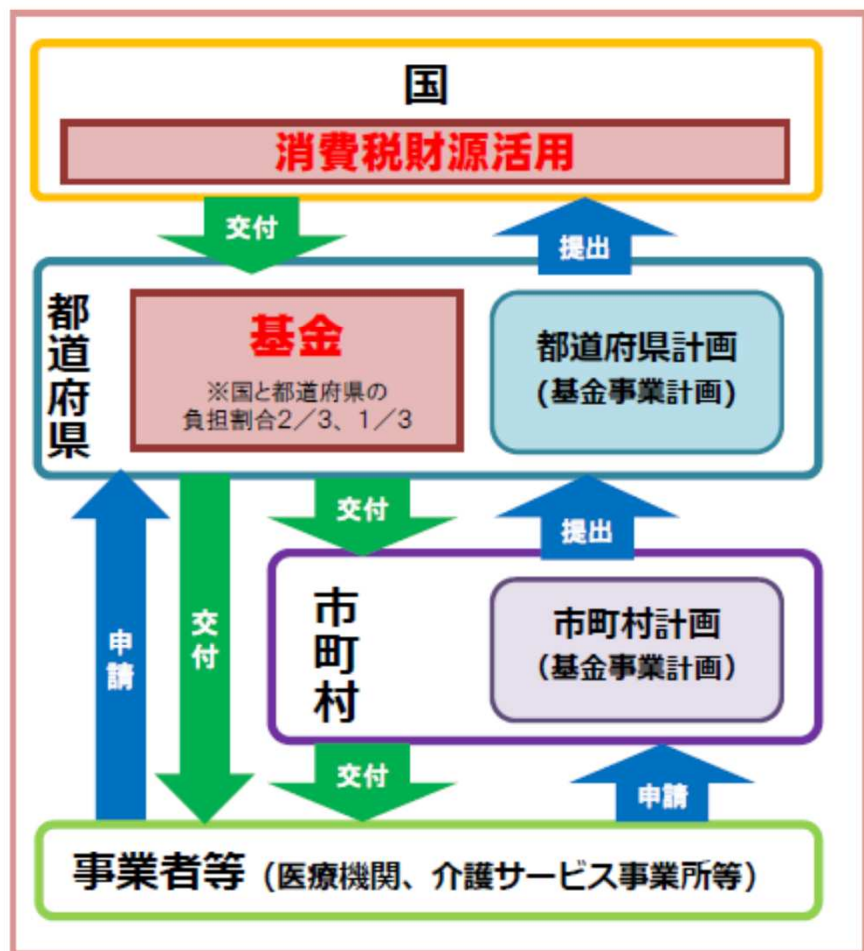 国
消費税財源活用
交付
提出
都道府県
基金
※国と都道府県の
負担割合2／3、1／3
都道府県計画
(基金事業計画)
交付
提出
申請
交付
市町村
市町村計画
（基金事業計画）
交付
申請
事業者等（医療機関、介護サービス事業所等）